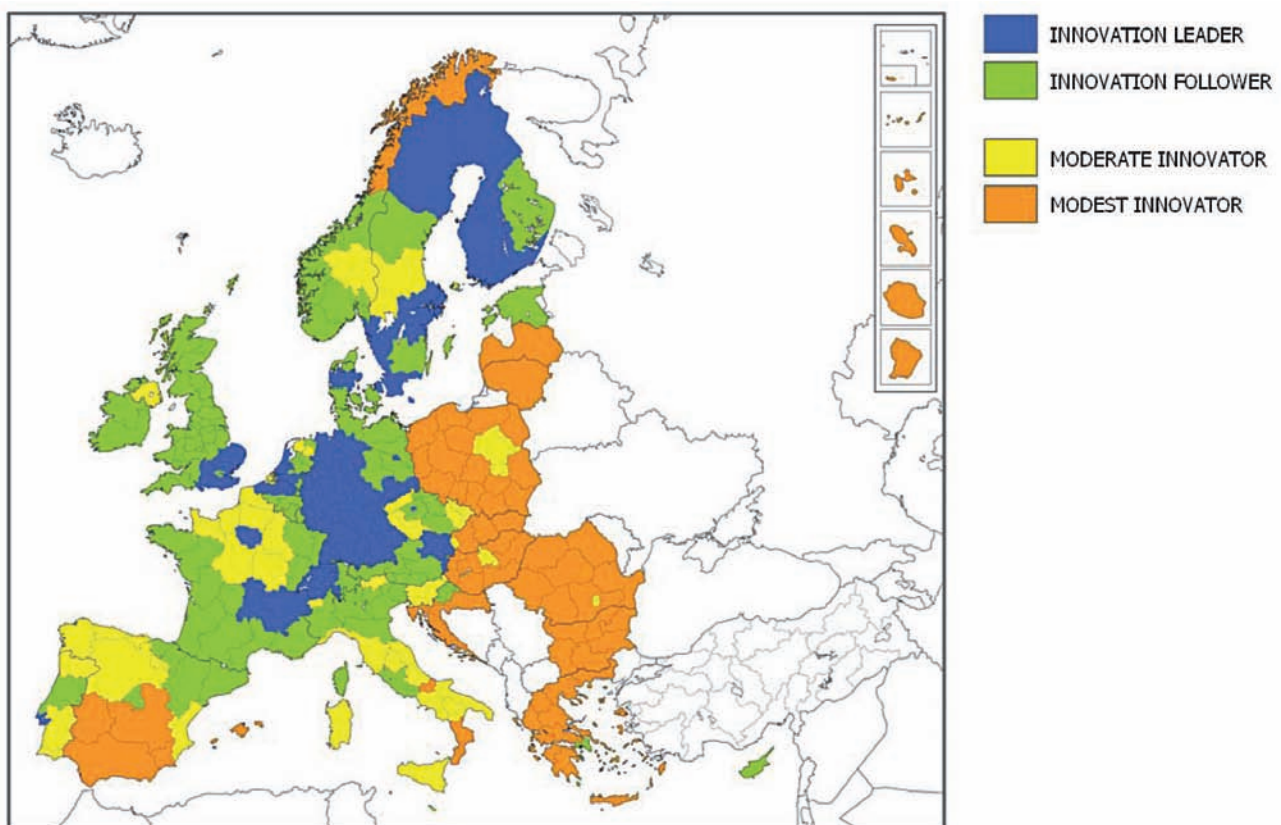 INNOVATION LEADER
INNOVATION FOLLOWER
MODERATE INNOVATOR
MODEST INNOVATOR